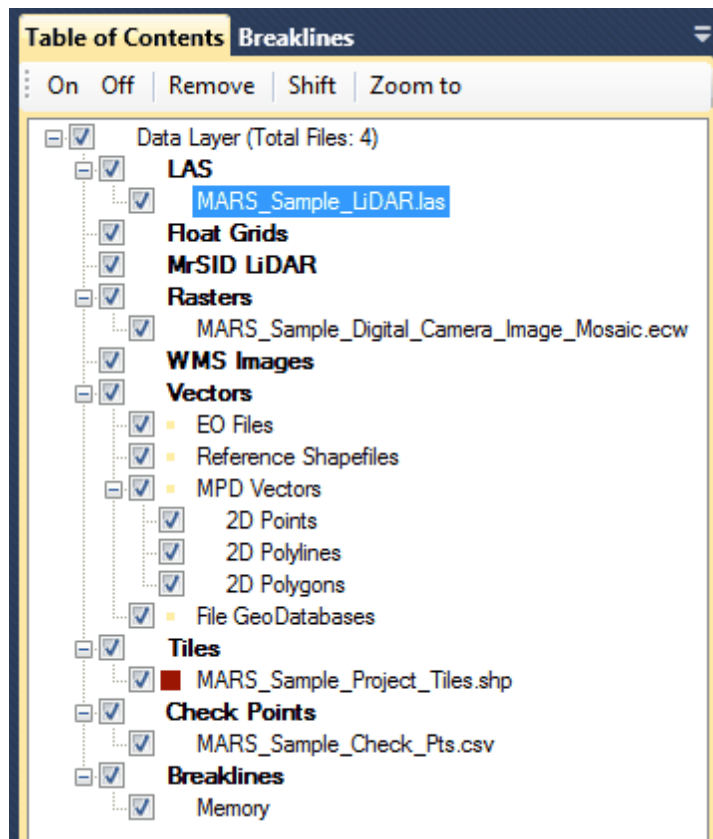 Table of Contents Breaklines
On Off Remove Shift Zoom to
Data Layer (Total Files: 4)
LAS
MARS_Sample_LiDAR.las
Float Grids
MrSID LiDAR
Rasters
MARS_Sample_Digital_Camera_Image_Mosaic.ecw
WMS Images
Vectors
EO Files
Reference Shapefiles
MPD Vectors
2D Points
2D Polylines
2D Polygons
File GeoDatabases
Tiles
MARS_Sample_Project_Tiles.shp
Check Points
MARS_Sample_Check_Pts.csv
Breaklines
Memory